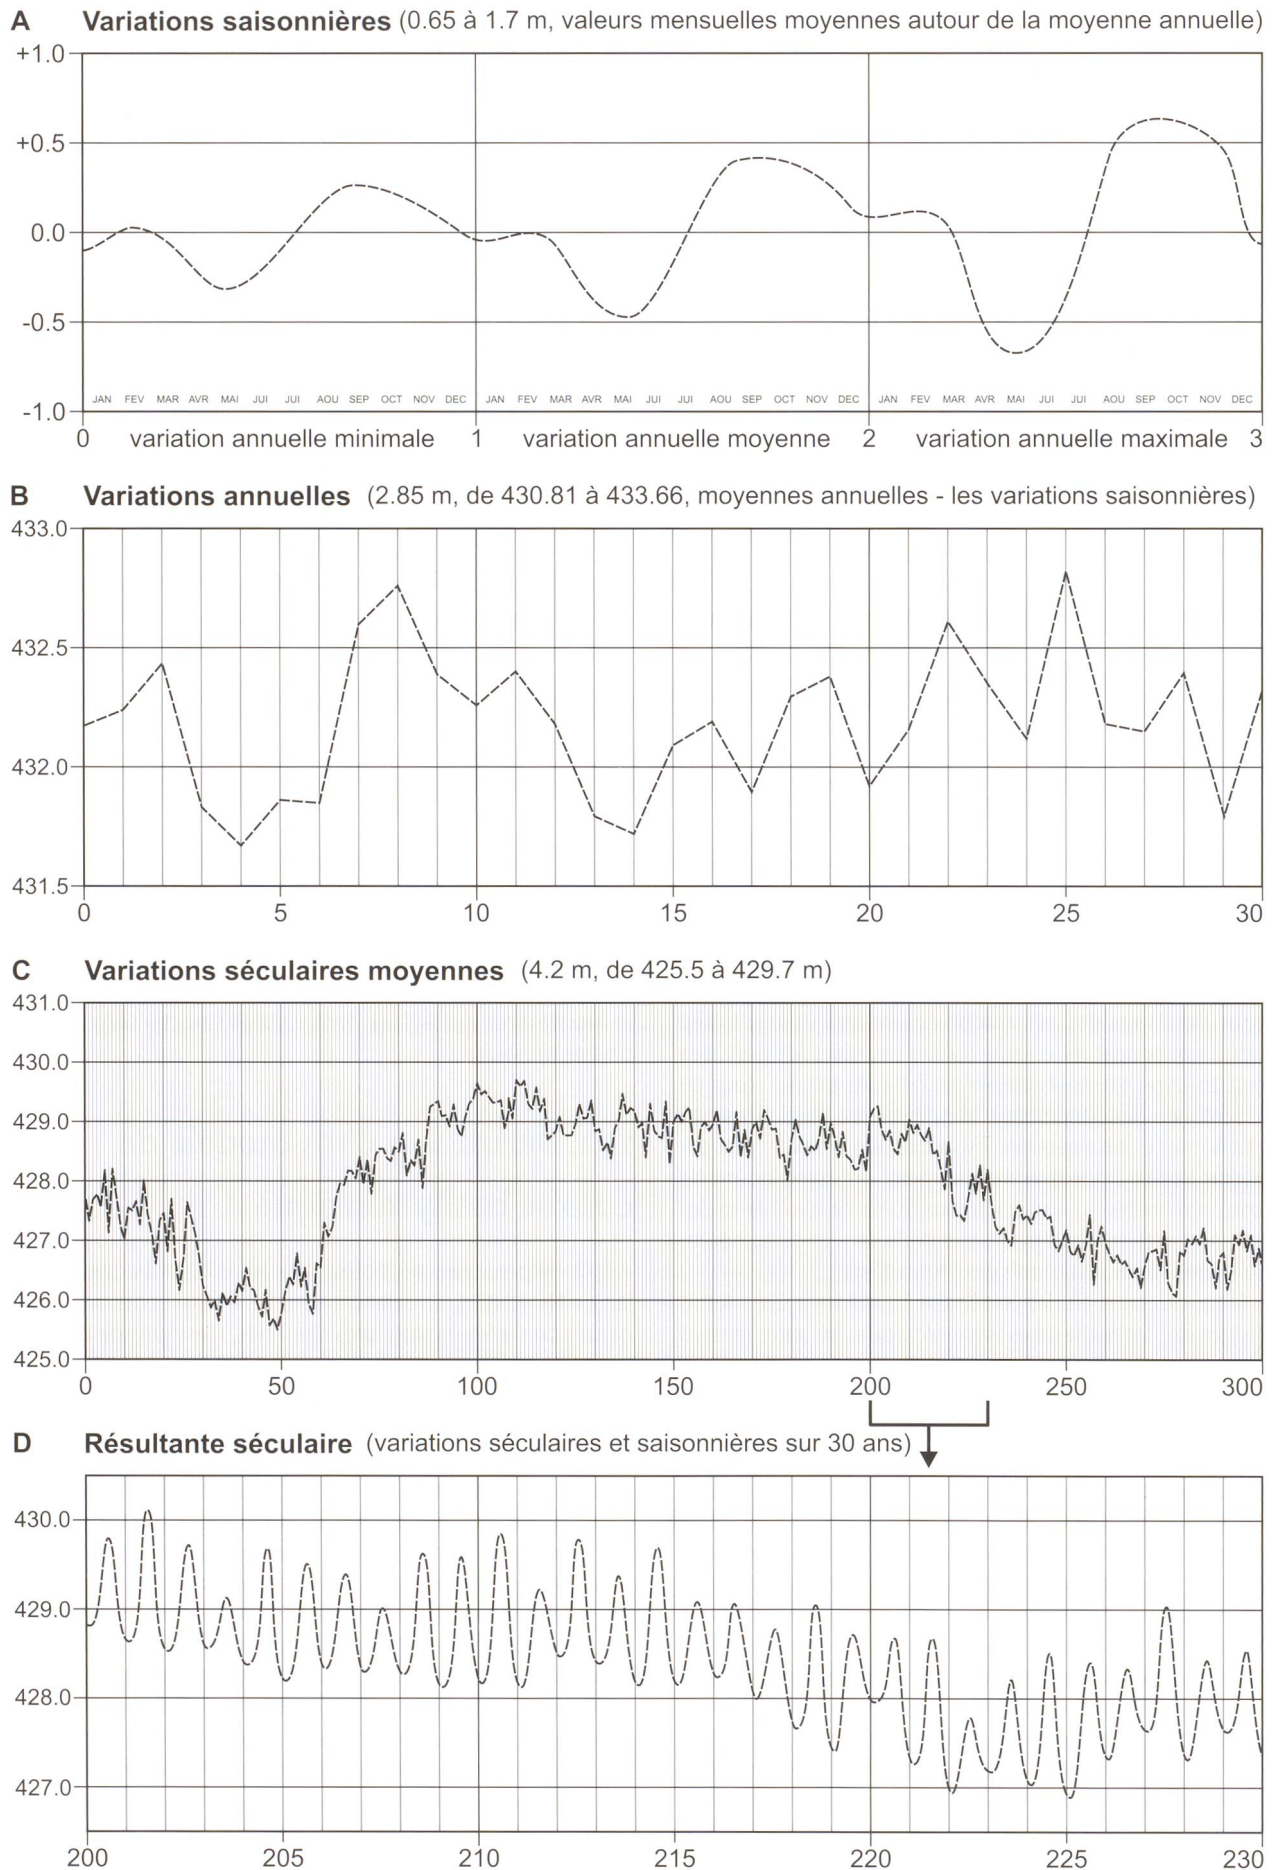 A Variations saisonnières (0.65 à 1.7 m, valeurs mensuelles moyennes autour de la moyenne annuelle)
+1.0
+0.5
0.0
-0.5
-1.0
JAN FEV MAR AVR MAI JUI JUI AOU SEP OCT NOV DEC JAN FEV MAR AVR MAI JUI JUI AOU SEP OCT NOV DEC JAN FEV MAR AVR MAI JUI JUI AOU SEP OCT NOV DEC
0 variation annuelle minimale 1 variation annuelle moyenne 2 variation annuelle maximale 3
B Variations annuelles (2.85 m, de 430.81 à 433.66, moyennes annuelles - les variations saisonnières)
433.0
432.5
432.0
431.5
0 5 10 15 20 25 30
C Variations séculaires moyennes (4.2 m, de 425.5 à 429.7 m)
431.0
430.0
429.0
428.0
427.0
426.0
425.0
0 50 100 150 200 250 300
D Résultante séculaire (variations séculaires et saisonnières sur 30 ans)
430.0
429.0
428.0
427.0
200 205 210 215 220 225 230